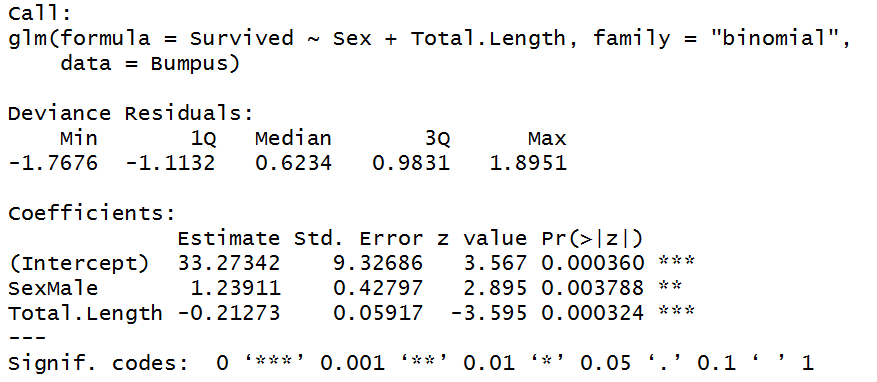 Call:
glm(formula = Survived ~ Sex + Total.Length, family = "binomial",
    data = Bumpus)

Deviance Residuals:
    Min       1Q   Median       3Q      Max
-1.7676  -1.1132   0.6234   0.9831   1.8951

Coefficients:
             Estimate Std. Error z value Pr(>|z|)
(Intercept)  33.27342    9.32686   3.567 0.000360 ***
SexMale       1.23911    0.42797   2.895 0.003788 **
Total.Length -0.21273    0.05917  -3.595 0.000324 ***
---
Signif. codes:  0 ‘***’ 0.001 ‘**’ 0.01 ‘*’ 0.05 ‘.’ 0.1 ‘ ’ 1